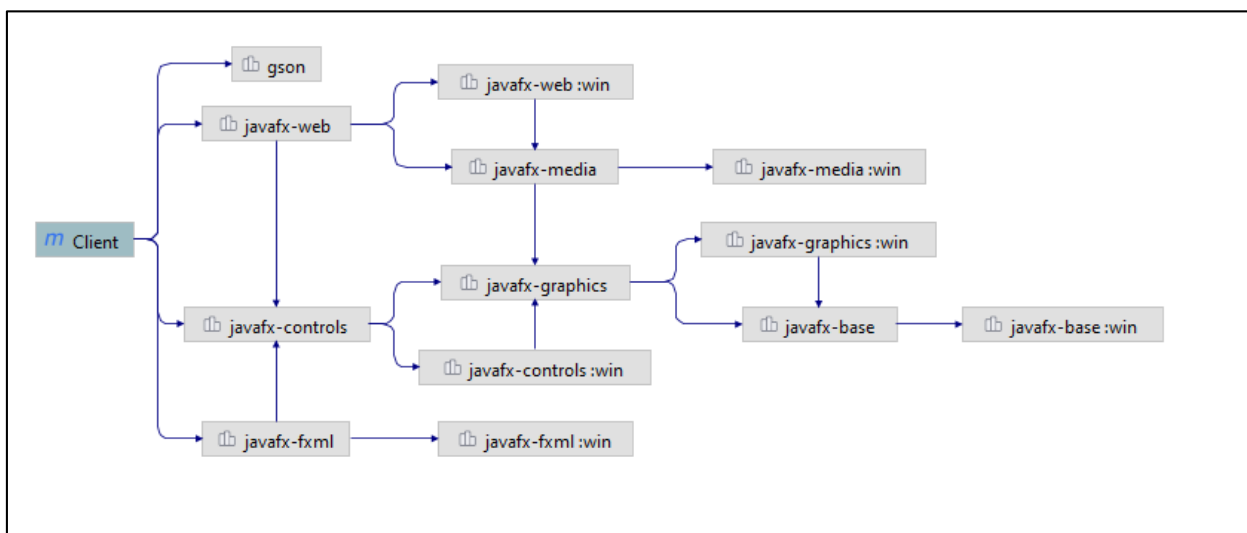 gson
javafx-web :win
javafx-web
javafx-media
javafx-media :win
m Client
javafx-graphics :win
javafx-graphics
javafx-controls
javafx-base
javafx-base :win
javafx-controls :win
javafx-fxml
javafx-fxml :win